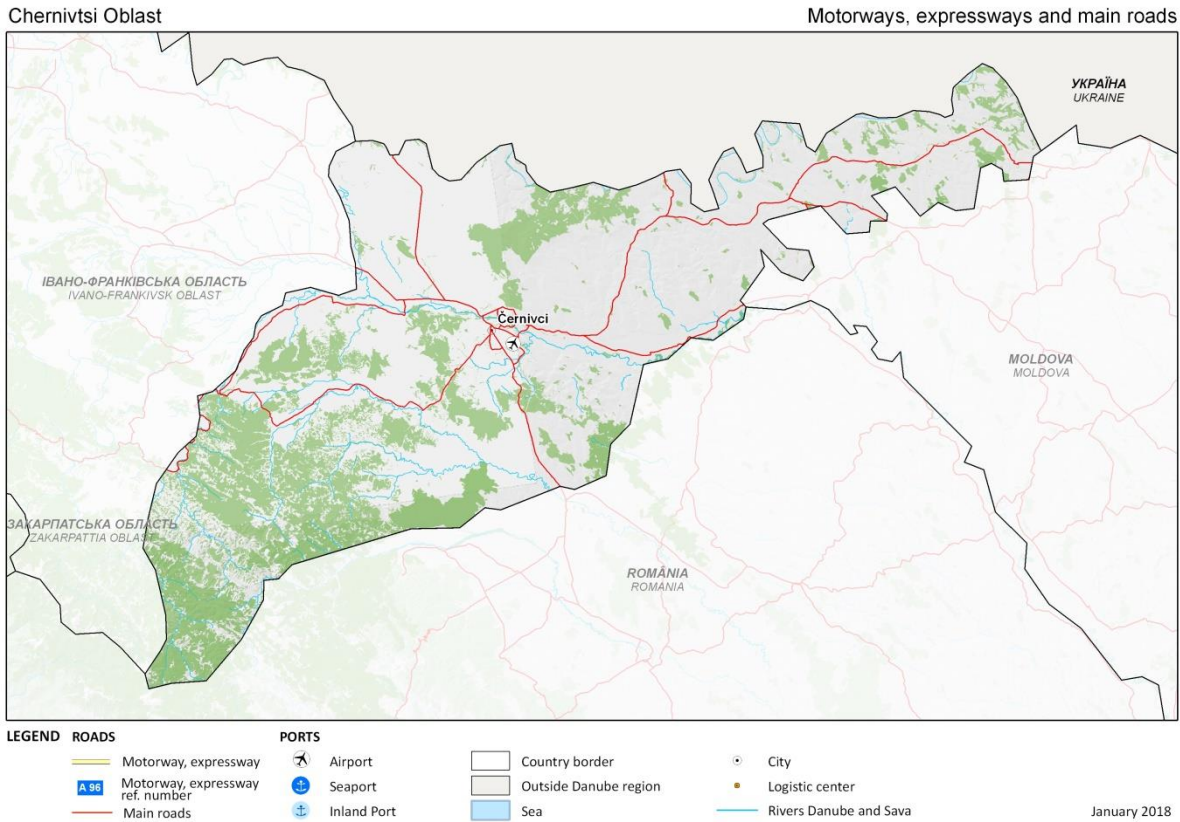 Chernivtsi Oblast
Motorways, expressways and main roads
УКРАЇНА
UKRAINE
ІВАНО-ФРАНКІВСЬКА ОБЛАСТЬ
IVANO-FRANKIVSK OBLAST
Černivci
MOLDOVA
MOLDOVA
ЗАКАРПАТСЬКА ОБЛАСТЬ
ZAKARPATTIA OBLAST
ROMÂNIA
ROMANIA
LEGEND
ROADS
Motorway, expressway
A 96
Motorway, expressway
ref. number
Main roads
PORTS
Airport
Seaport
Inland Port
Country border
Outside Danube region
Sea
City
Logistic center
Rivers Danube and Sava
January 2018